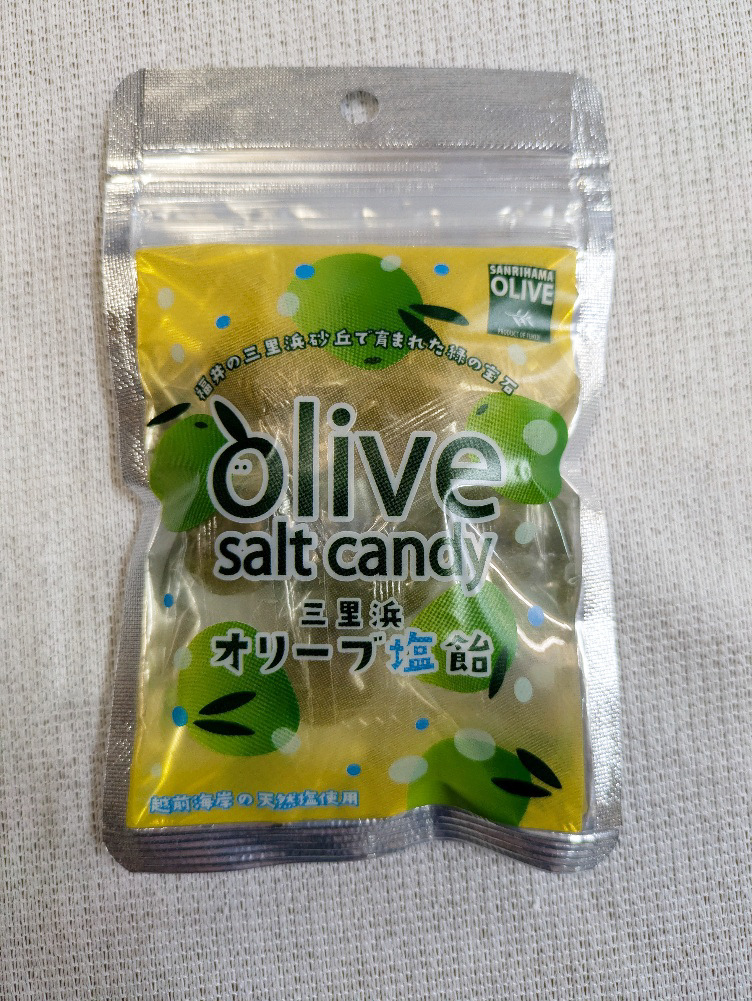 SANRIHAMA
OLIVE
PRODUCT OF FUKUI
福井の三里浜砂丘で育まれた緑の宝石
olive
salt candy
三里浜
オリーブ塩飴
越前海岸の天然塩使用